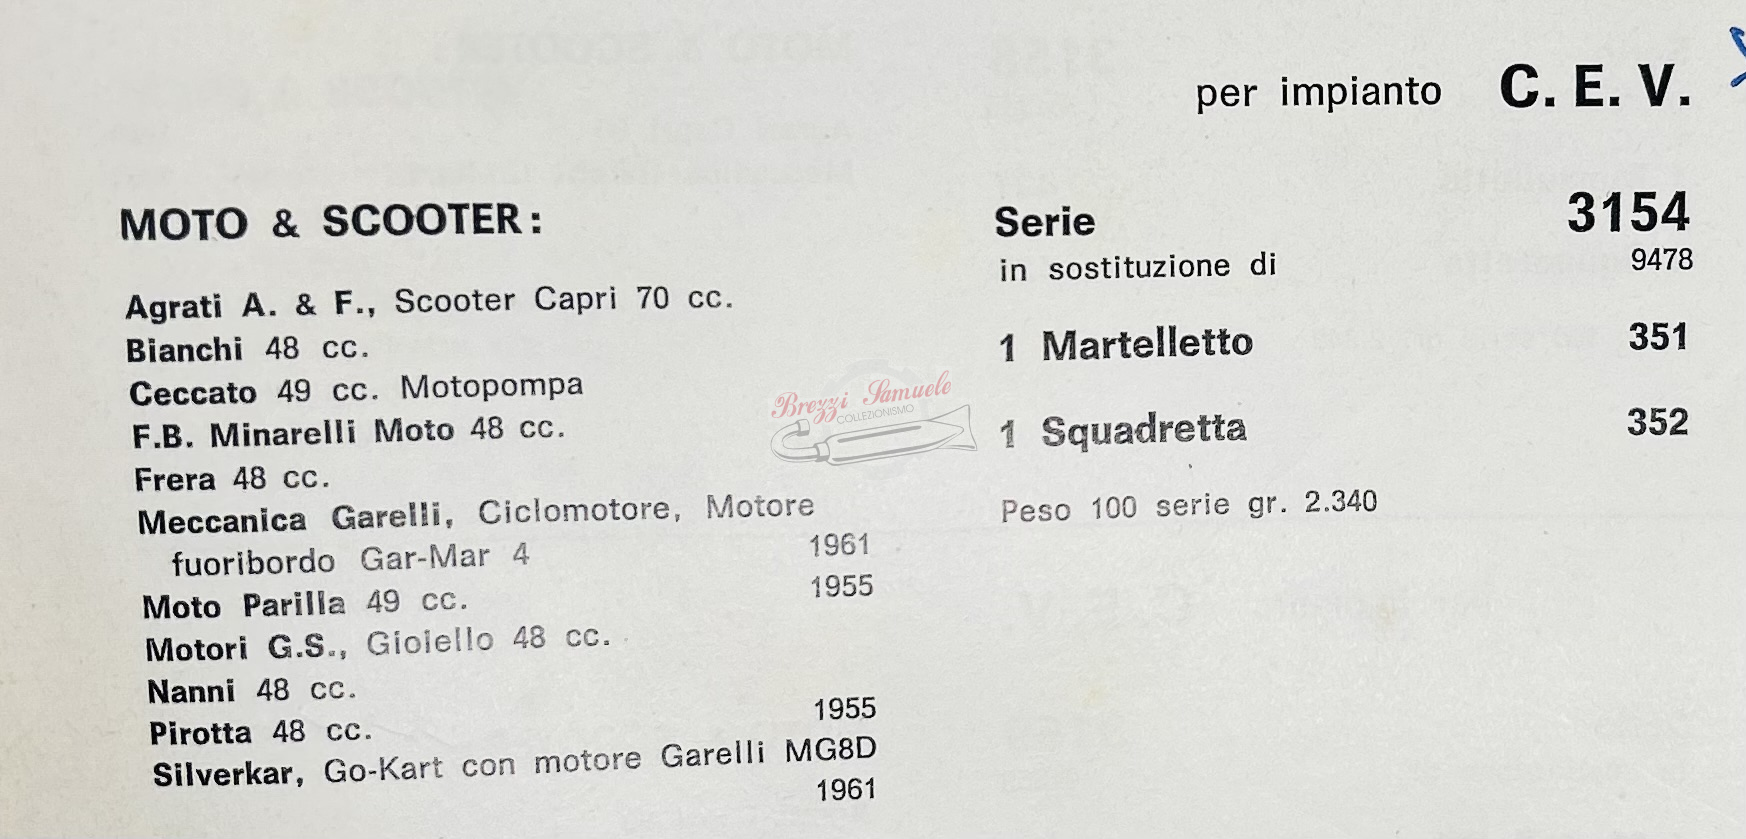 per impianto C. E. V.
MOTO & SCOOTER:
Agrati A. & F., Scooter Capri 70 cc.
Bianchi 48 cc.
Ceccato 49 cc. Motopompa
F.B. Minarelli Moto 48 cc.
Frera 48 cc.
Meccanica Garelli, Ciclomotore, Motore
fuoribordo Gar-Mar 4 1961
Moto Parilla 49 cc. 1955
Motori G.S., Gioiello 48 cc.
Nanni 48 cc.
Pirotta 48 cc. 1955
Silverkar, Go-Kart con motore Garelli MG8D
1961
Serie 3154
in sostituzione di 9478
1 Martelletto 351
1 Squadretta 352
Peso 100 serie gr. 2.340
Brezzi Samuele
COLLEZIONISMO